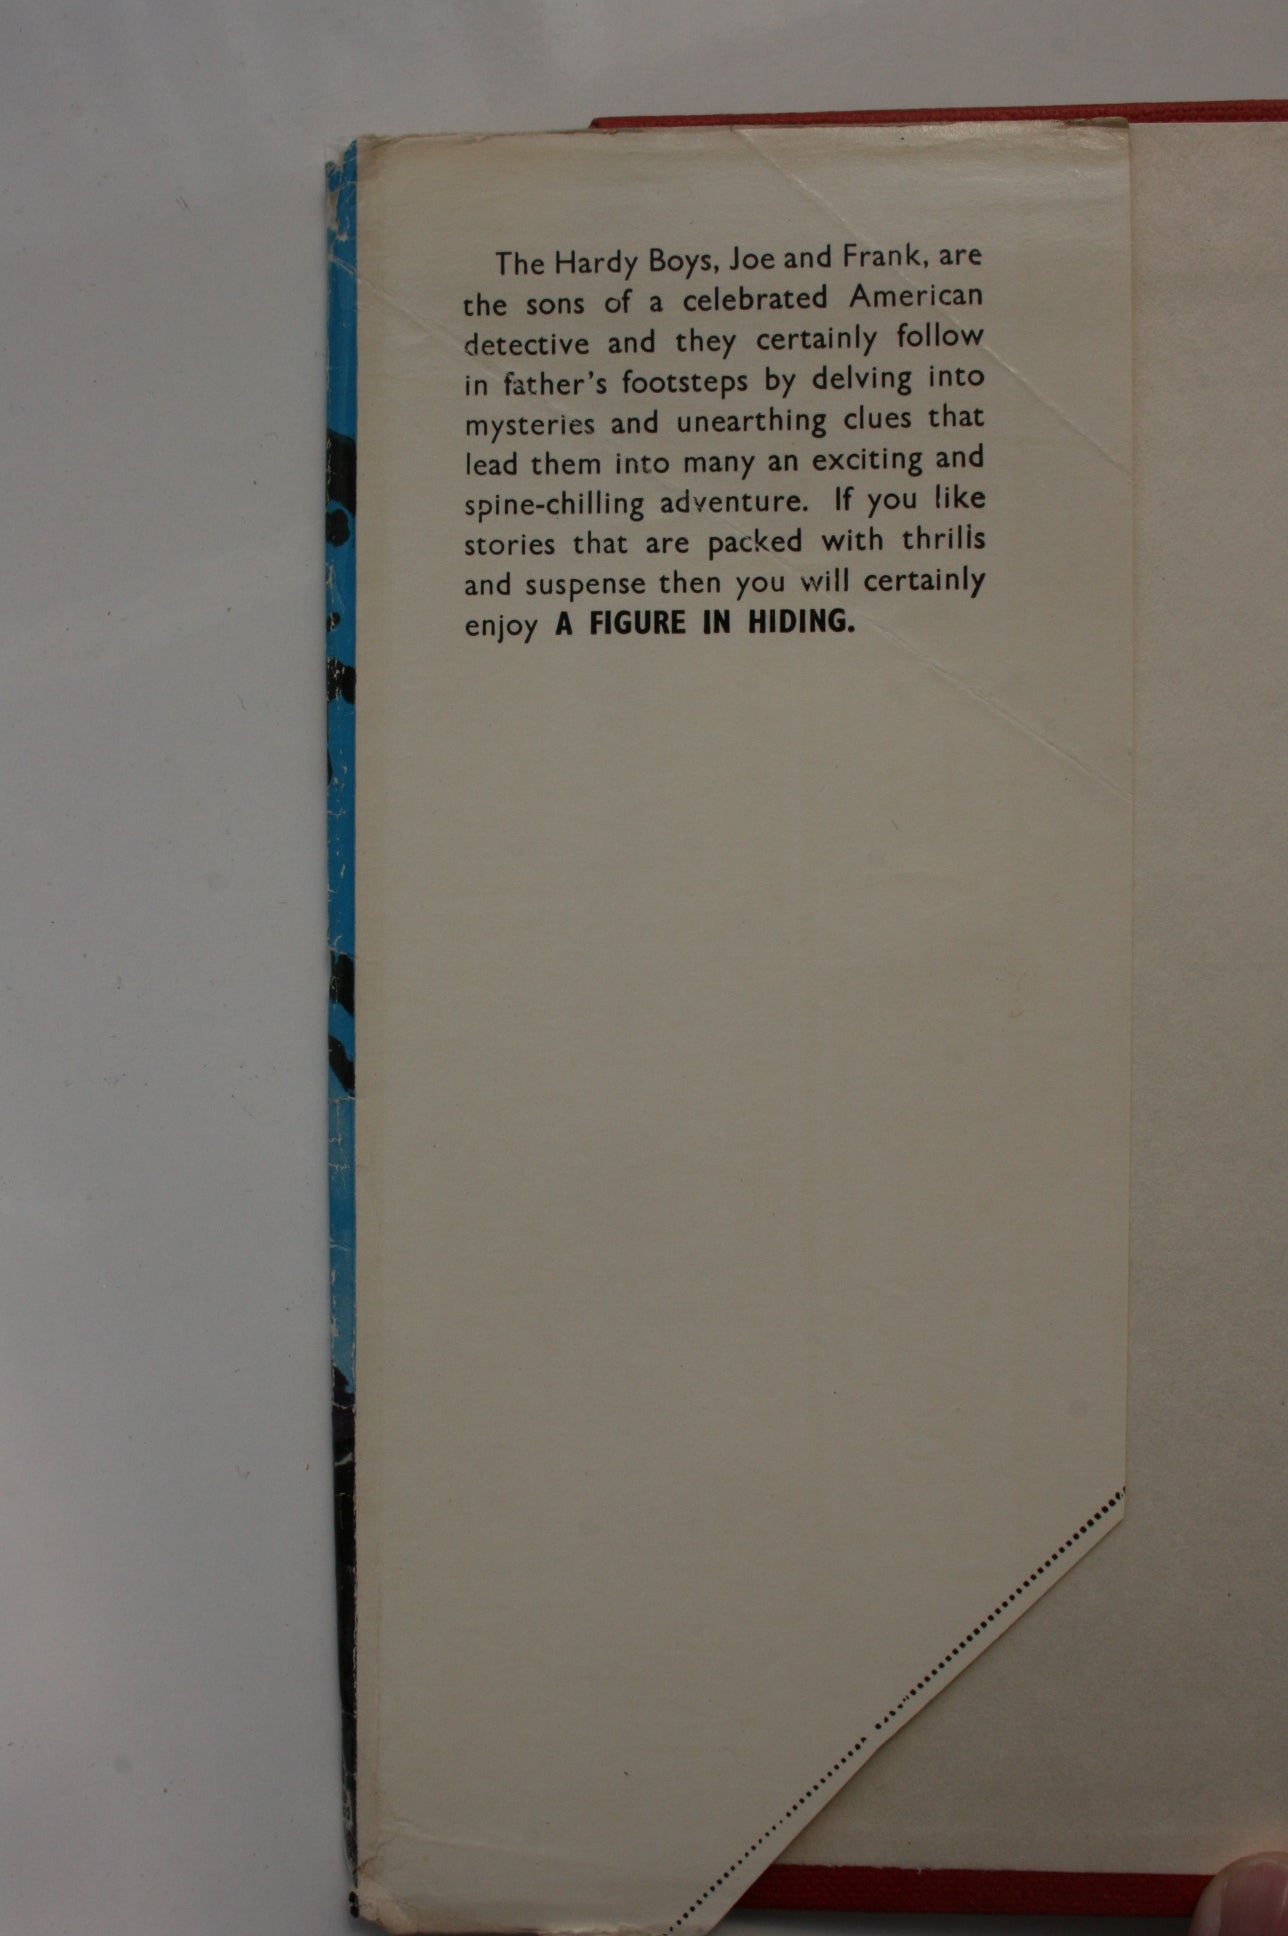 The Hardy Boys, Joe and Frank, are
the sons of a celebrated American
detective and they certainly follow
in father's footsteps by delving into
mysteries and unearthing clues that
lead them into many an exciting and
spine-chilling adventure. If you like
stories that are packed with thrills
and suspense then you will certainly
enjoy A FIGURE IN HIDING.